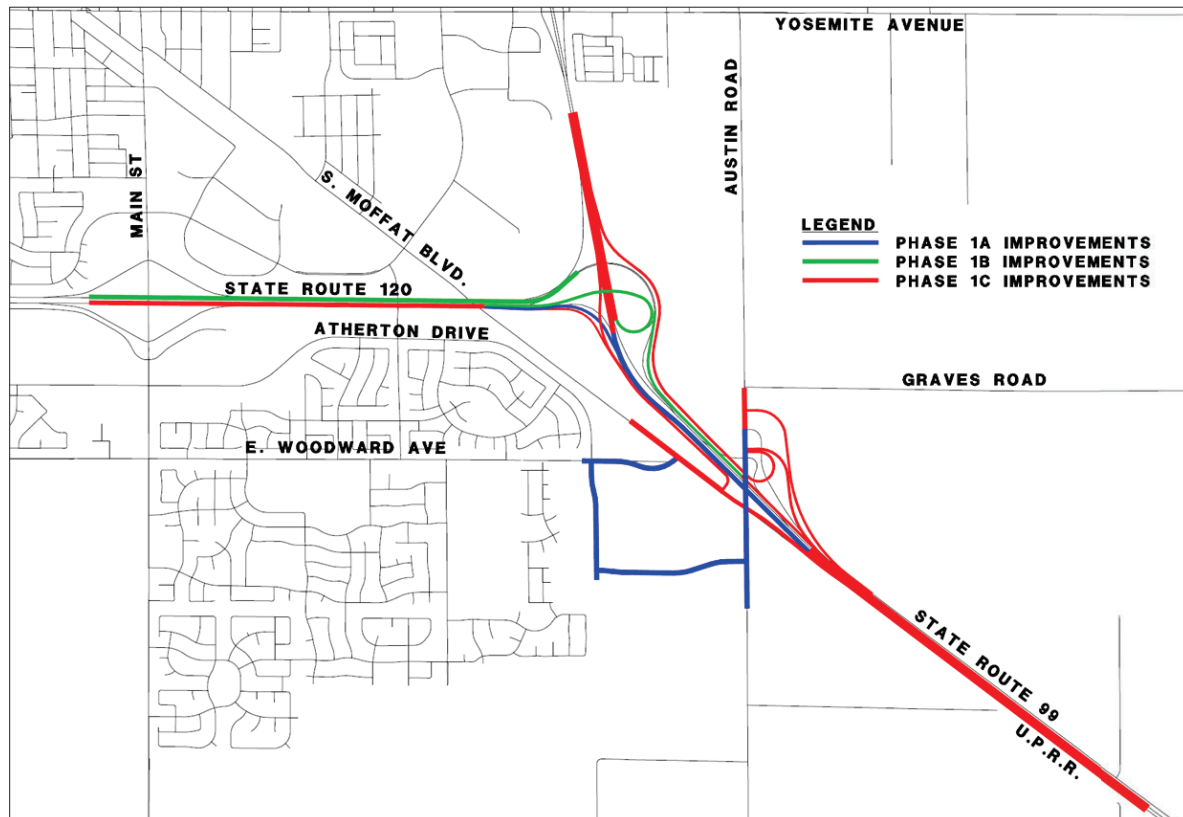 YOSEMITE AVENUE
AUSTIN ROAD
MAIN ST
S. MOFFAT BLVD.
LEGEND
PHASE 1A IMPROVEMENTS
PHASE 1B IMPROVEMENTS
PHASE 1C IMPROVEMENTS
STATE ROUTE 120
ATHERTON DRIVE
GRAVES ROAD
E. WOODWARD AVE
STATE ROUTE 99
U.P.R.R.